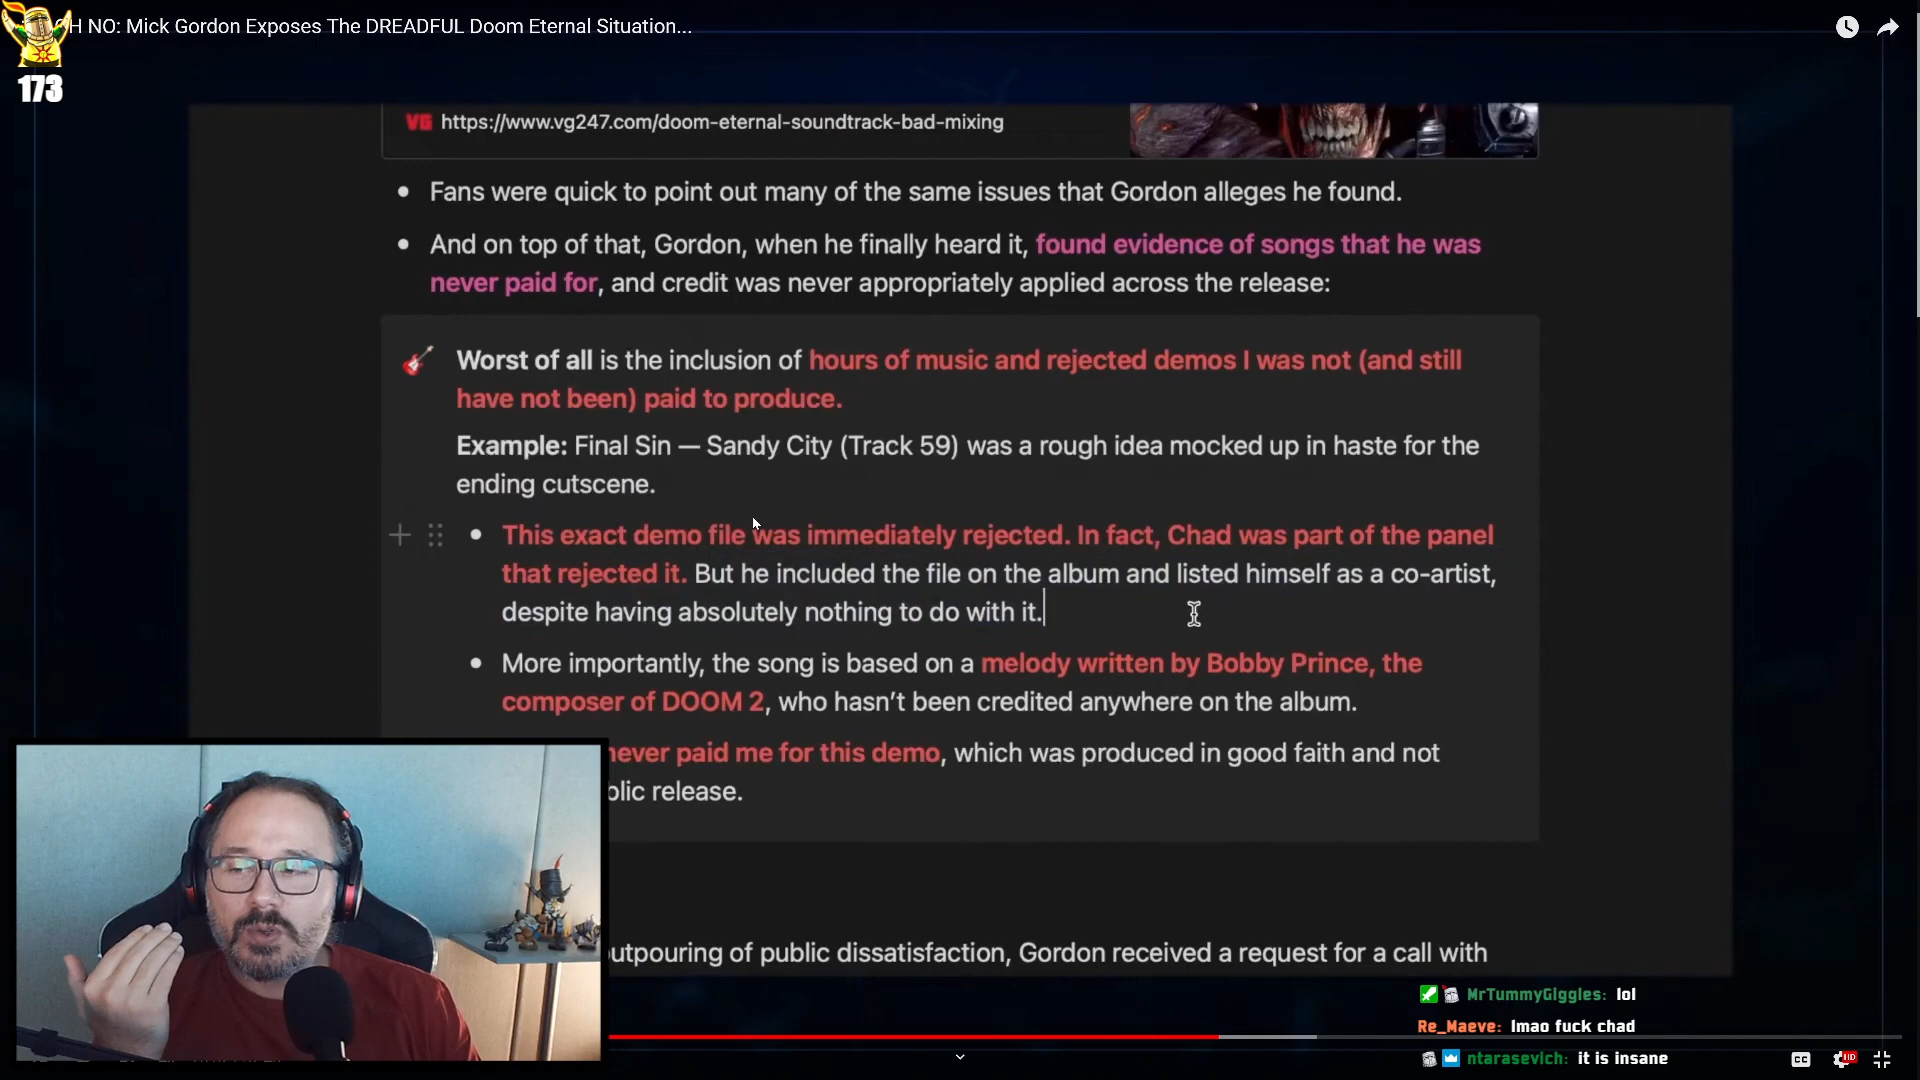 H NO: Mick Gordon Exposes The DREADFUL Doom Eternal Situation...
173
VG https://www.vg247.com/doom-eternal-soundtrack-bad-mixing
• Fans were quick to point out many of the same issues that Gordon alleges he found.
• And on top of that, Gordon, when he finally heard it, found evidence of songs that he was
never paid for, and credit was never appropriately applied across the release:
Worst of all is the inclusion of hours of music and rejected demos I was not (and still
have not been) paid to produce.
Example: Final Sin — Sandy City (Track 59) was a rough idea mocked up in haste for the
ending cutscene.
• This exact demo file was immediately rejected. In fact, Chad was part of the panel
that rejected it. But he included the file on the album and listed himself as a co-artist,
despite having absolutely nothing to do with it.
• More importantly, the song is based on a melody written by Bobby Prince, the
composer of DOOM 2, who hasn't been credited anywhere on the album.
never paid me for this demo, which was produced in good faith and not
blic release.
utpouring of public dissatisfaction, Gordon received a request for a call with
MrTummyGiggles: lol
Re_Maeve: lmao fuck chad
ntarasevich: it is insane
CC HD